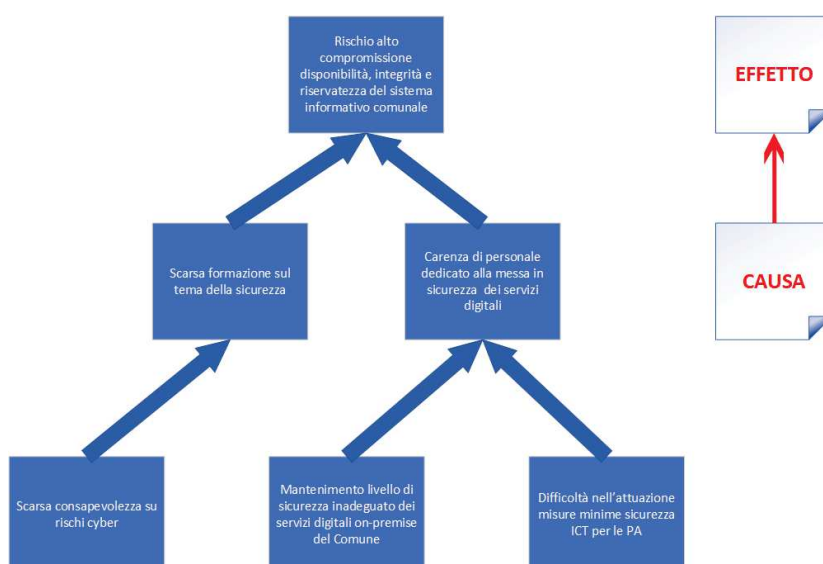 Rischio alto
compromissione
disponibilità, integrità e
riservatezza del sistema
informativo comunale
EFFETTO
Scarsa formazione sul
tema della sicurezza
Carenza di personale
dedicato alla messa in
sicurezza dei servizi
digitali
CAUSA
Scarsa consapevolezza su
rischi cyber
Mantenimento livello di
sicurezza inadeguato dei
servizi digitali on-premise
del Comune
Difficoltà nell'attuazione
misure minime sicurezza
ICT per le PA